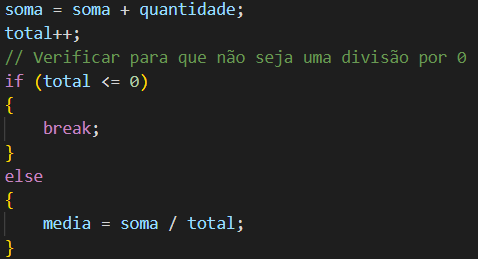 soma = soma + quantidade;
total++;
// Verificar para que não seja uma divisão por 0
if (total <= 0)
{
    break;
}
else
{
    media = soma / total;
}